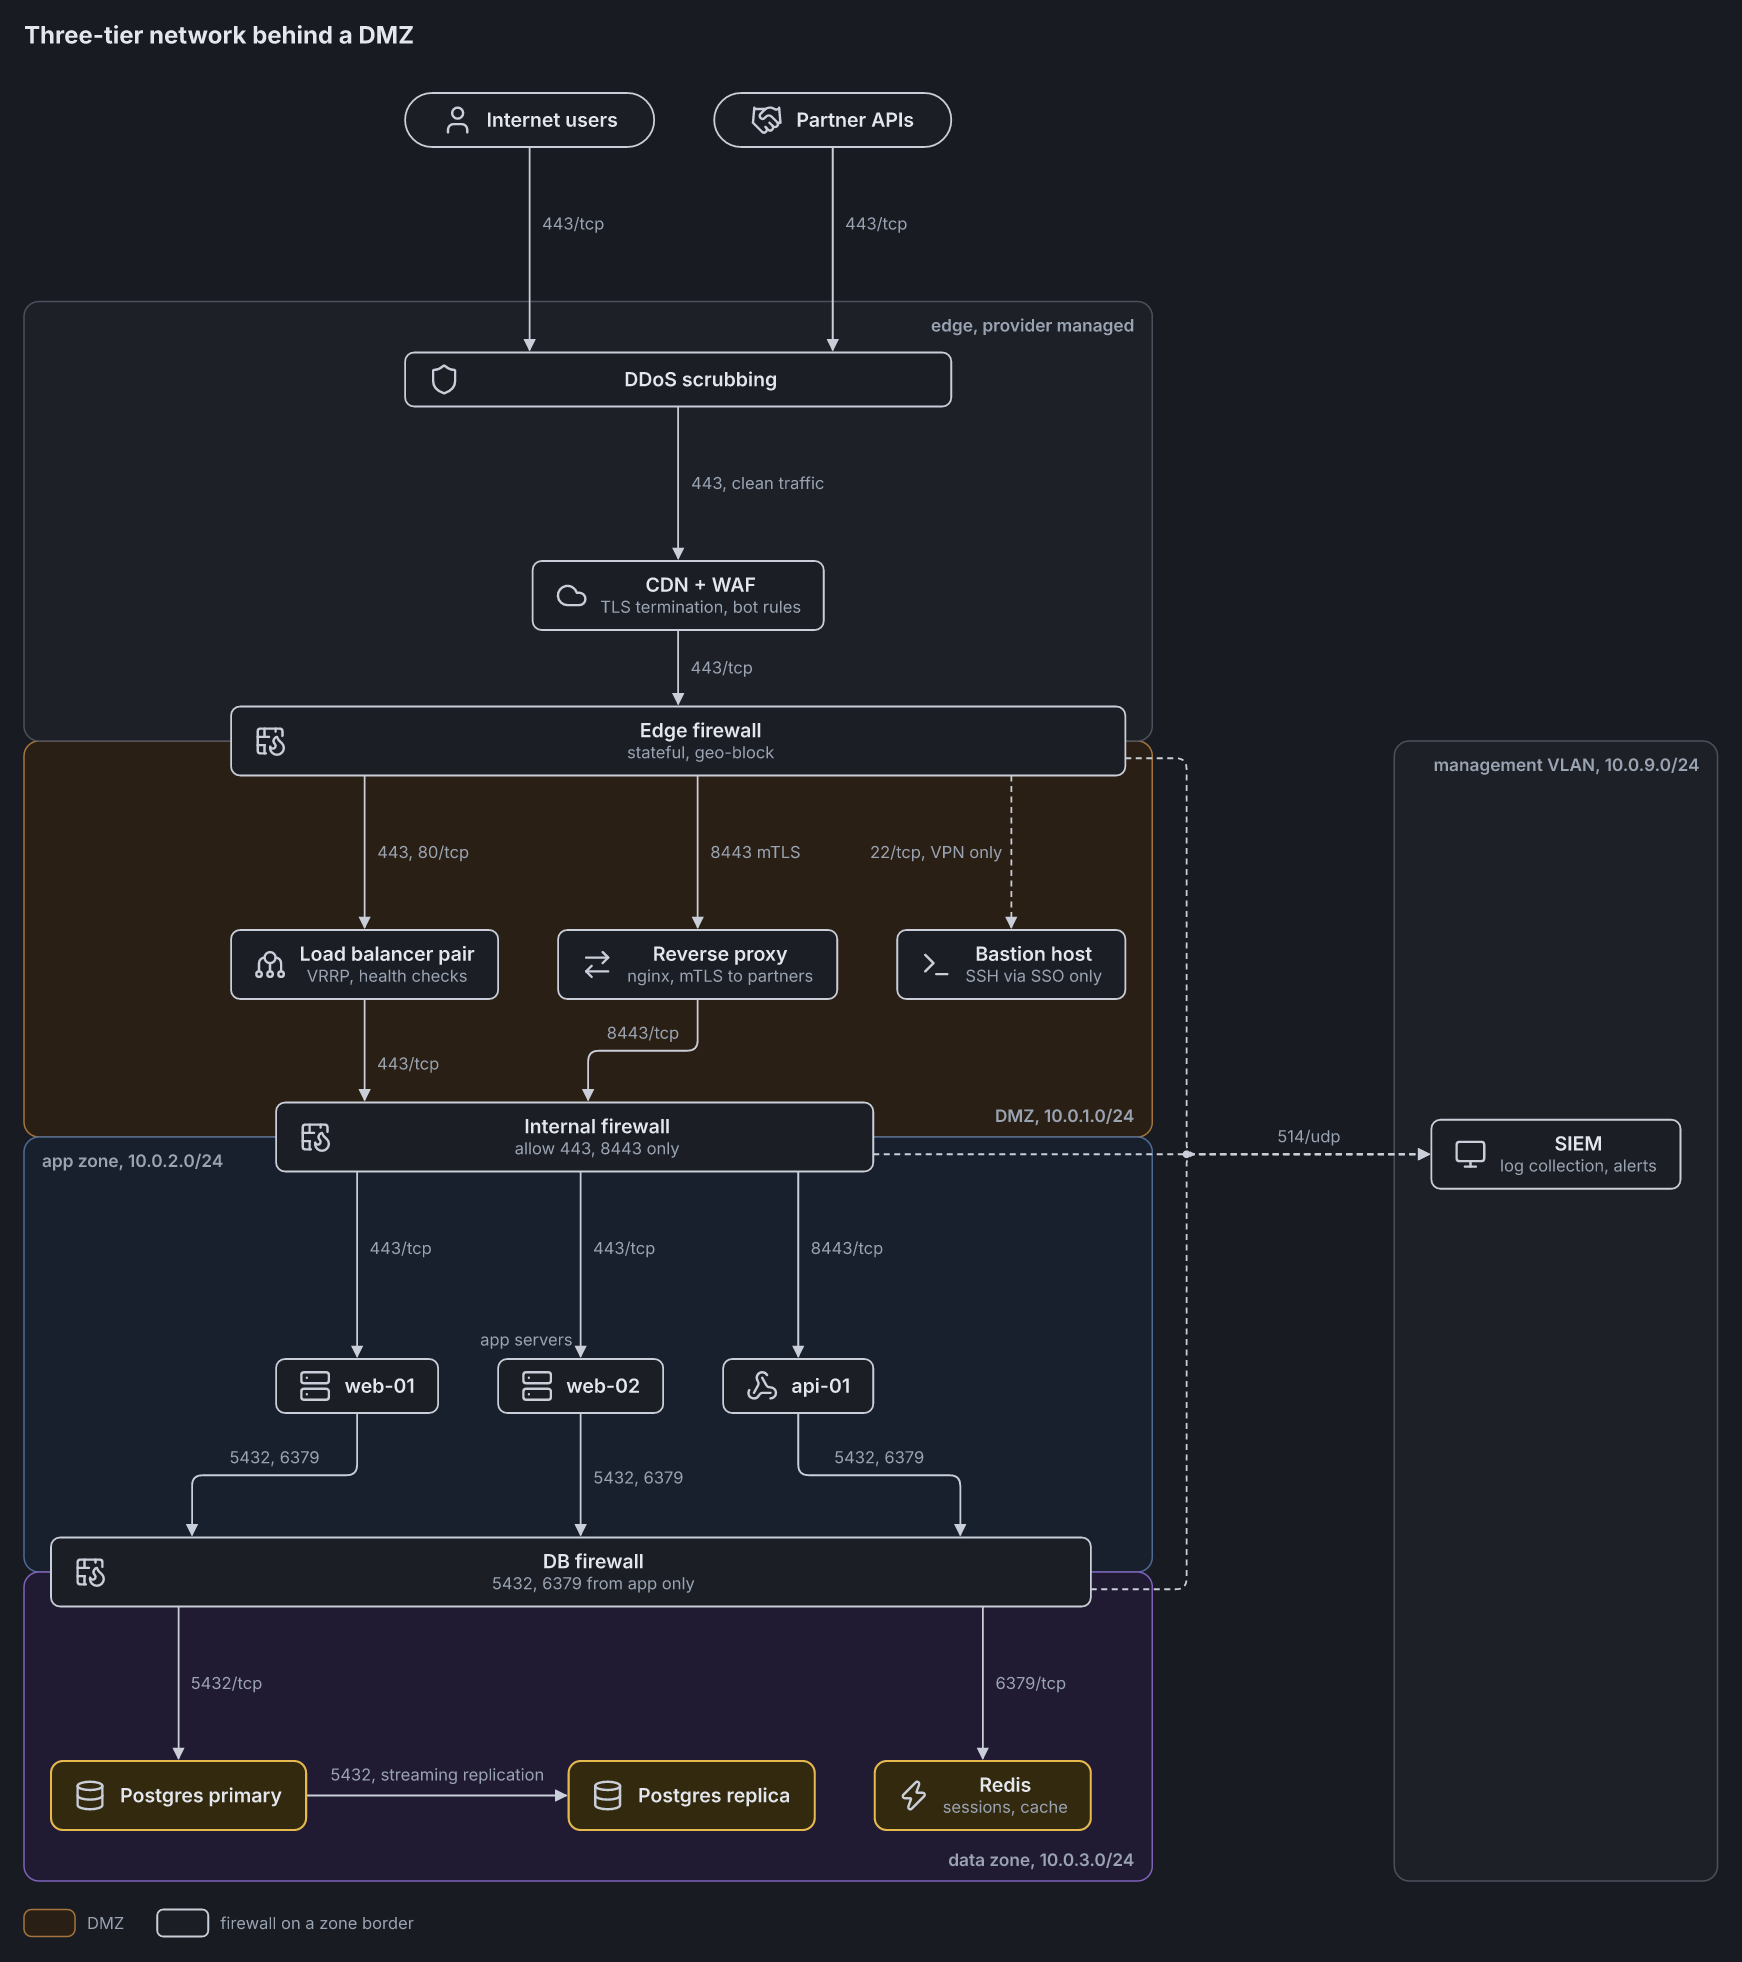 Three-tier network behind a DMZ
Internet users
Partner APIs
443/tcp
443/tcp
edge, provider managed
DDoS scrubbing
443, clean traffic
CDN + WAF
TLS termination, bot rules
443/tcp
Edge firewall
stateful, geo-block
management VLAN, 10.0.9.0/24
443, 80/tcp
8443 mTLS
22/tcp, VPN only
Load balancer pair
VRRP, health checks
Reverse proxy
nginx, mTLS to partners
Bastion host
SSH via SSO only
8443/tcp
443/tcp
DMZ, 10.0.1.0/24
Internal firewall
allow 443, 8443 only
514/udp
SIEM
log collection, alerts
app zone, 10.0.2.0/24
443/tcp
443/tcp
8443/tcp
app servers
web-01
web-02
api-01
5432, 6379
5432, 6379
5432, 6379
DB firewall
5432, 6379 from app only
5432/tcp
6379/tcp
Postgres primary
5432, streaming replication
Postgres replica
Redis
sessions, cache
data zone, 10.0.3.0/24
DMZ
firewall on a zone border